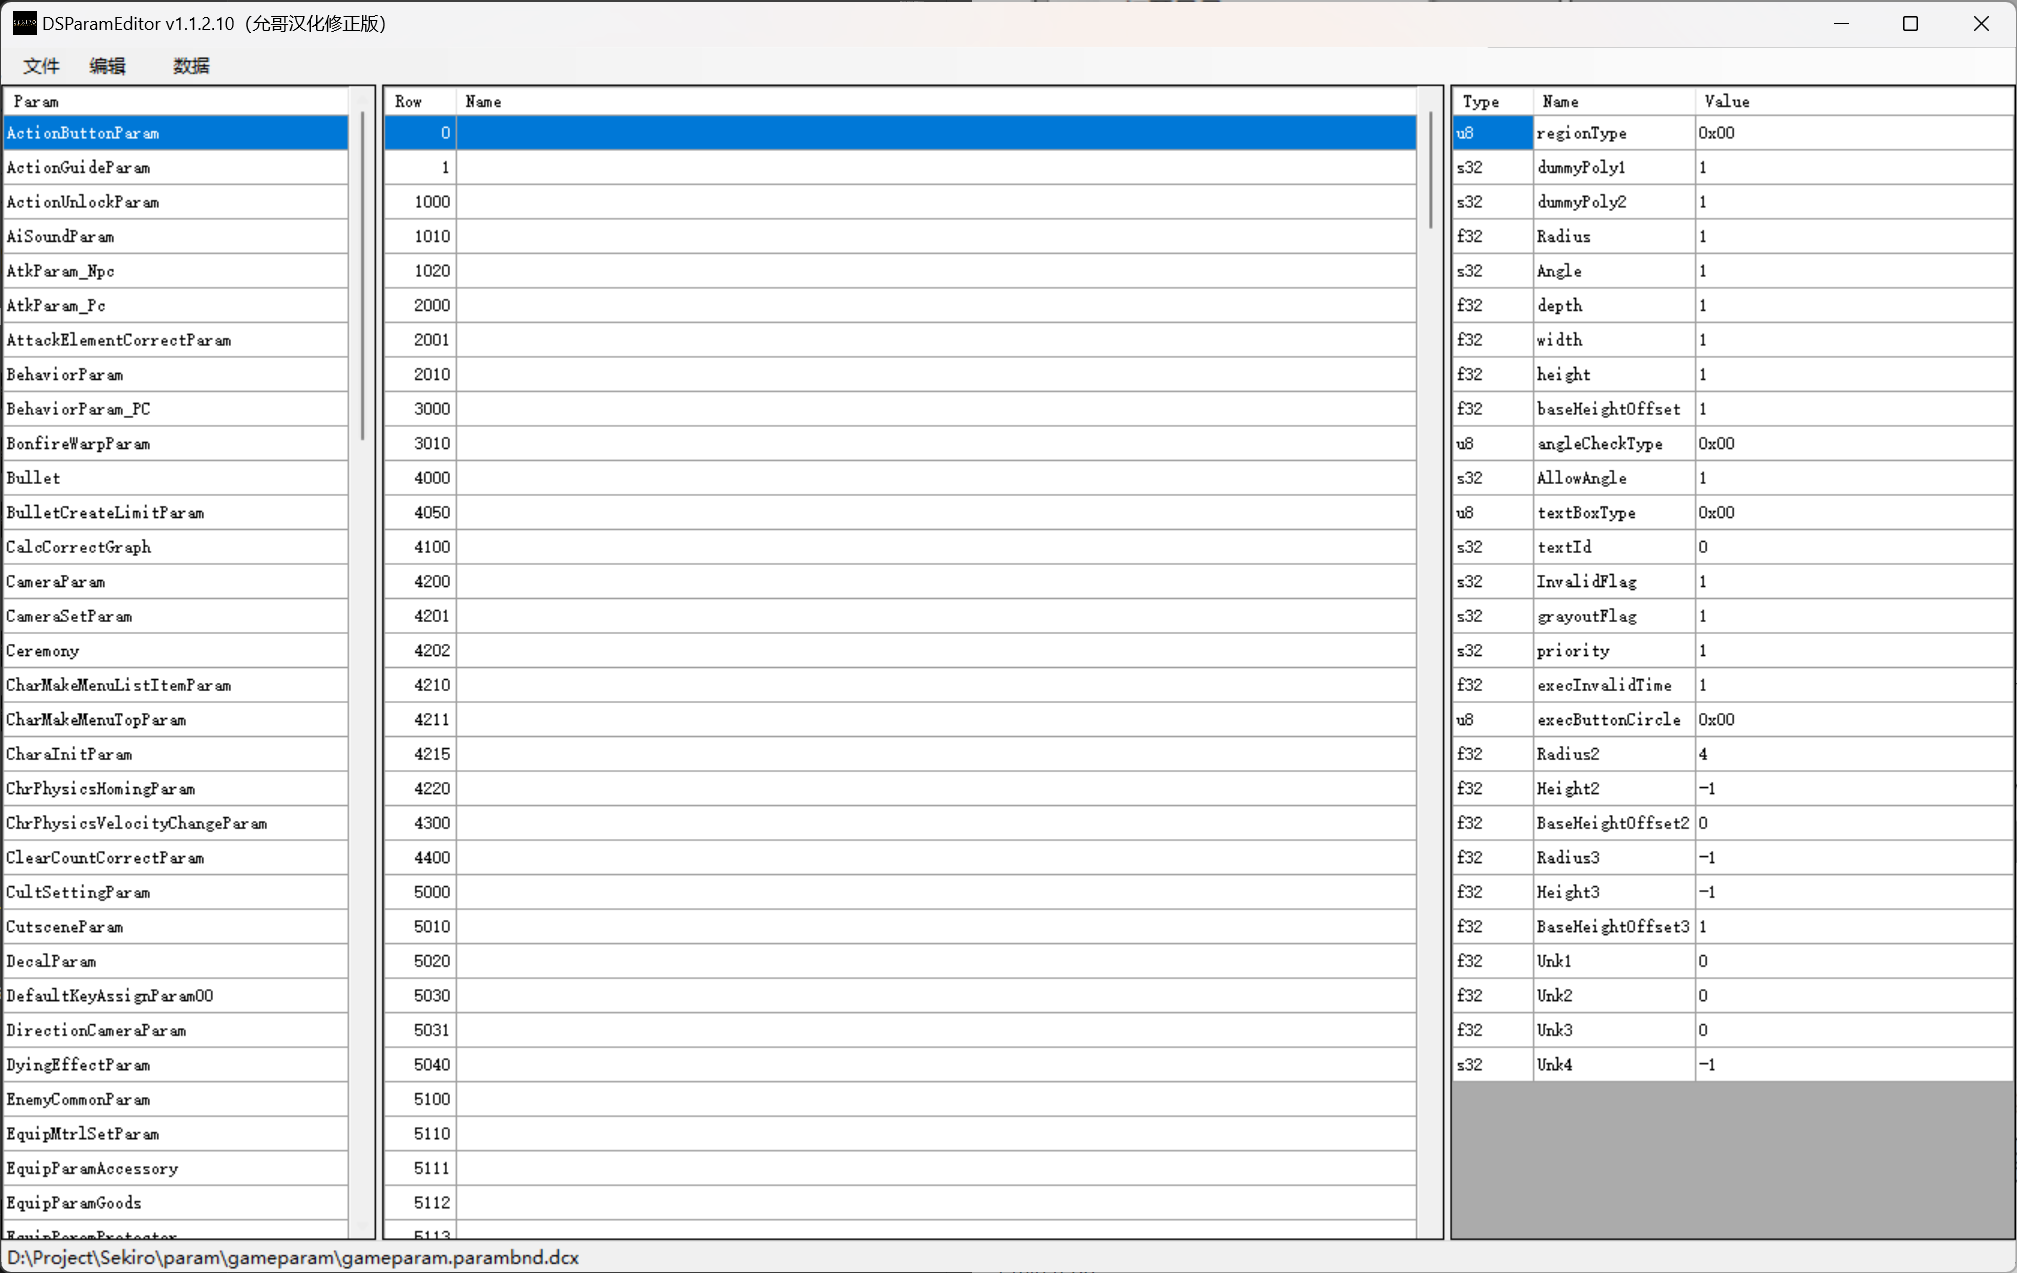 DSParamEditor v1.1.2.10（允哥汉化修正版）
文件 编辑 数据
Param
ActionButtonParam
ActionGuideParam
ActionUnlockParam
AiSoundParam
AtkParam_Npc
AtkParam_Pc
AttackElementCorrectParam
BehaviorParam
BehaviorParam_PC
BonfireWarpParam
Bullet
BulletCreateLimitParam
CalcCorrectGraph
CameraParam
CameraSetParam
Ceremony
CharMakeMenuListItemParam
CharMakeMenuTopParam
CharaInitParam
ChrPhysicsHomingParam
ChrPhysicsVelocityChangeParam
ClearCountCorrectParam
CultSettingParam
CutsceneParam
DecalParam
DefaultKeyAssignParam00
DirectionCameraParam
DyingEffectParam
EnemyCommonParam
EquipMtrlSetParam
EquipParamAccessory
EquipParamGoods
EquipParamProtector
Row Name
0
1
1000
1010
1020
2000
2001
2010
3000
3010
4000
4050
4100
4200
4201
4202
4210
4211
4215
4220
4300
4400
5000
5010
5020
5030
5031
5040
5100
5110
5111
5112
5113
Type Name Value
u8 regionType 0x00
s32 dummyPoly1 1
s32 dummyPoly2 1
f32 Radius 1
s32 Angle 1
f32 depth 1
f32 width 1
f32 height 1
f32 baseHeightOffset 1
u8 angleCheckType 0x00
s32 AllowAngle 1
u8 textBoxType 0x00
s32 textId 0
s32 InvalidFlag 1
s32 grayoutFlag 1
s32 priority 1
f32 execInvalidTime 1
u8 execButtonCircle 0x00
f32 Radius2 4
f32 Height2 -1
f32 BaseHeightOffset2 0
f32 Radius3 -1
f32 Height3 -1
f32 BaseHeightOffset3 1
f32 Unk1 0
f32 Unk2 0
f32 Unk3 0
s32 Unk4 -1
D:\Project\Sekiro\param\gameparam\gameparam.parambnd.dcx